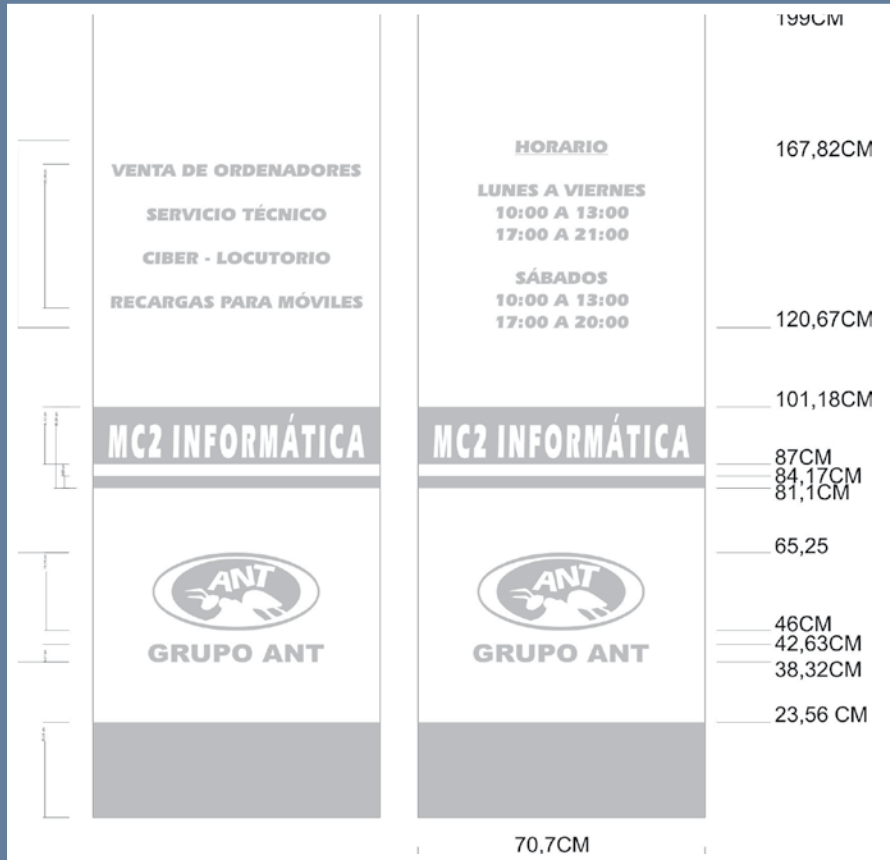 VENTA DE ORDENADORES
SERVICIO TÉCNICO
CIBER - LOCUTORIO
RECARGAS PARA MÓVILES
MC2 INFORMÁTICA
ANT
GRUPO ANT
HORARIO
LUNES A VIERNES
10:00 A 13:00
17:00 A 21:00
SÁBADOS
10:00 A 13:00
17:00 A 20:00
MC2 INFORMÁTICA
ANT
GRUPO ANT
199CM
167,82CM
120,67CM
101,18CM
87CM
84,17CM
81,1CM
65,25
46CM
42,63CM
38,32CM
23,56 CM
70,7CM